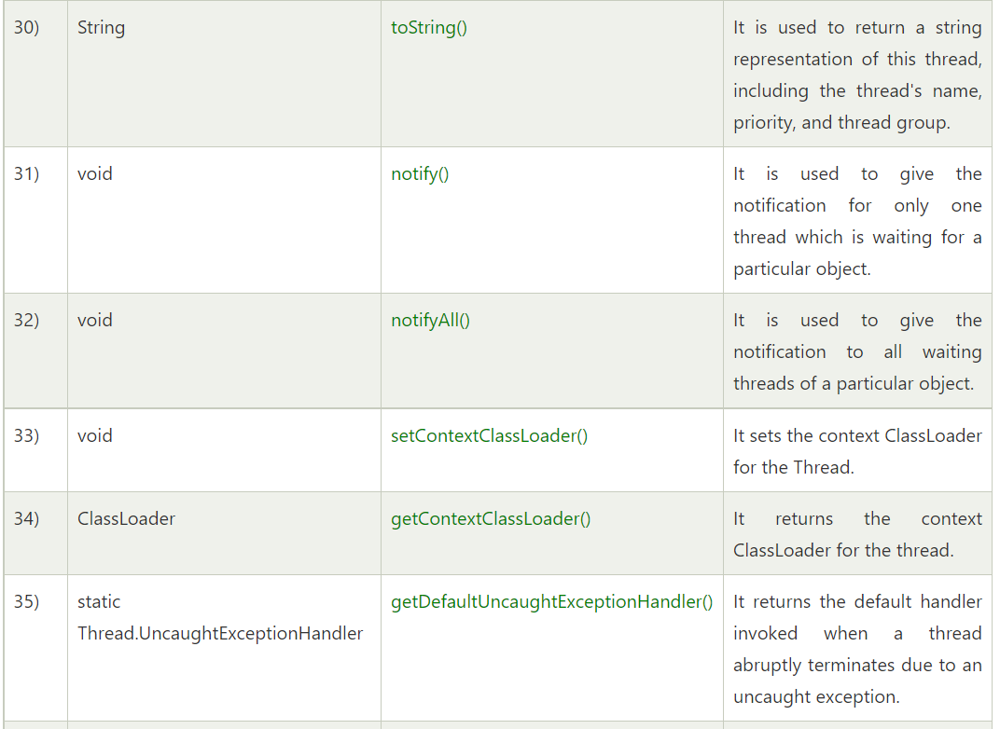 30) String toString() It is used to return a string
representation of this thread,
including the thread's name,
priority, and thread group.
31) void notify() It is used to give the
notification for only one
thread which is waiting for a
particular object.
32) void notifyAll() It is used to give the
notification to all waiting
threads of a particular object.
33) void setContextClassLoader() It sets the context ClassLoader
for the Thread.
34) ClassLoader getContextClassLoader() It returns the context
ClassLoader for the thread.
35) static getDefaultUncaughtExceptionHandler() It returns the default handler
Thread.UncaughtExceptionHandler invoked when a thread
abruptly terminates due to an
uncaught exception.